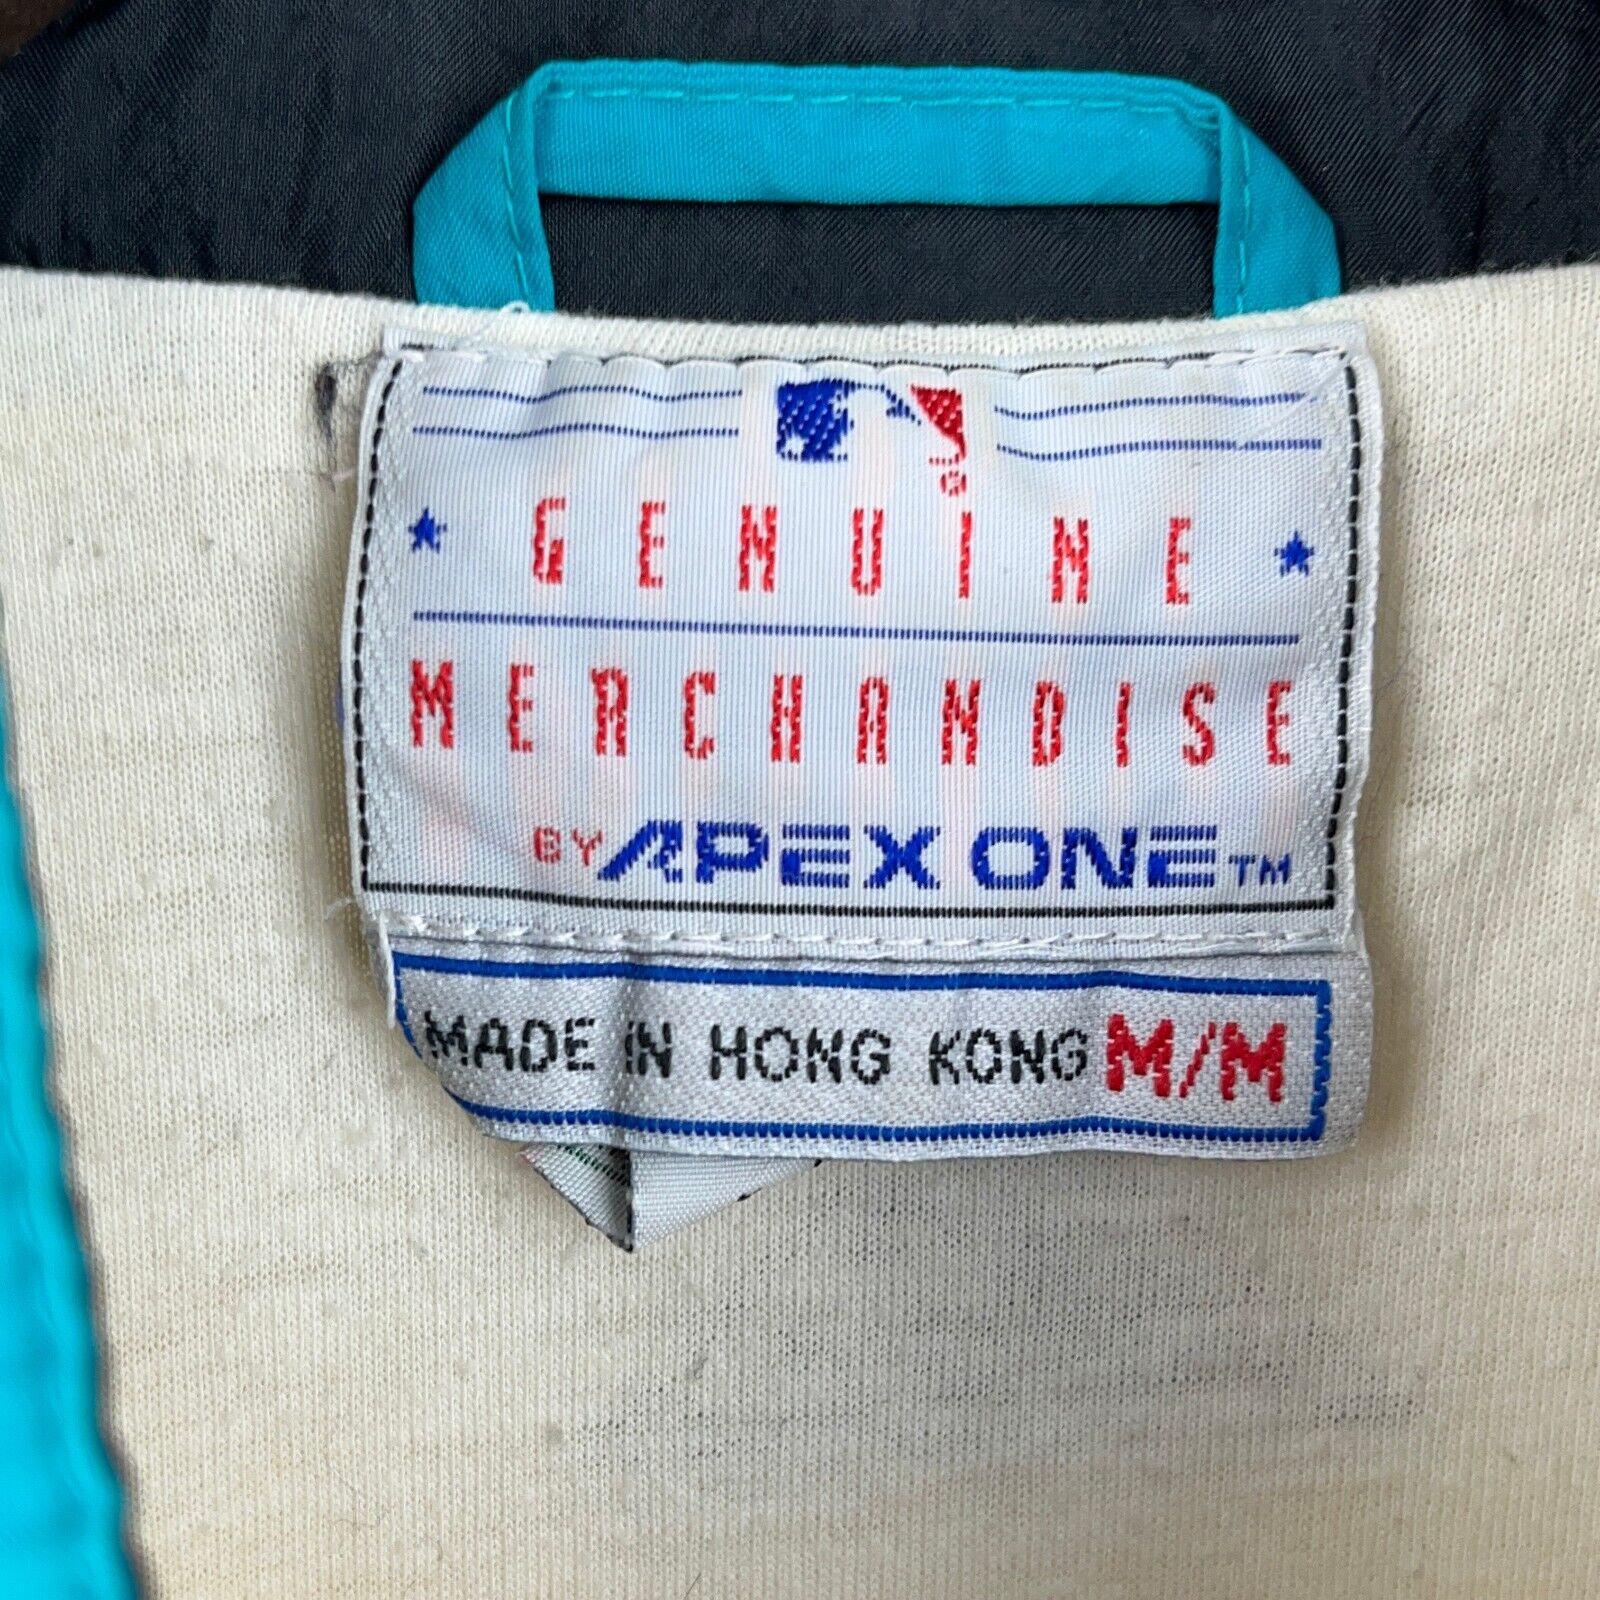 ®
GENUINE
MERCHANDISE
BY APEX ONE TM
MADE IN HONG KONG M/M